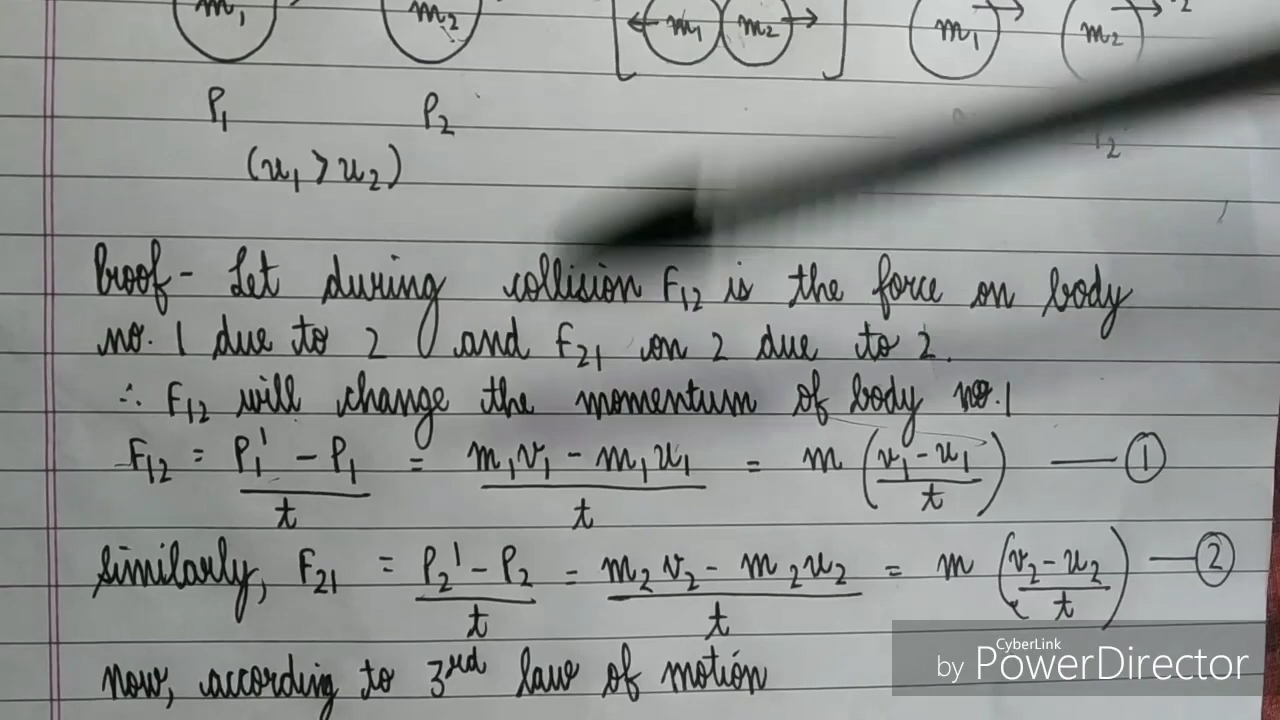 m₁ m₂ m₁ m₂ m₁ m₂
P₁ P₂
(u₁ > u₂)
Proof - Let during collision F₁₂ is the force on body
no. 1 due to 2 and F₂₁ on 2 due to 2.
∴ F₁₂ will change the momentum of body no. 1
F₁₂ = P₁' - P₁ / t = m₁v₁ - m₁u₁ / t = m (v₁ - u₁ / t) — ①
Similarly, F₂₁ = P₂' - P₂ / t = m₂v₂ - m₂u₂ / t = m (v₂ - u₂ / t) — ②
Now, according to 3rd law of motion
by CyberLink PowerDirector